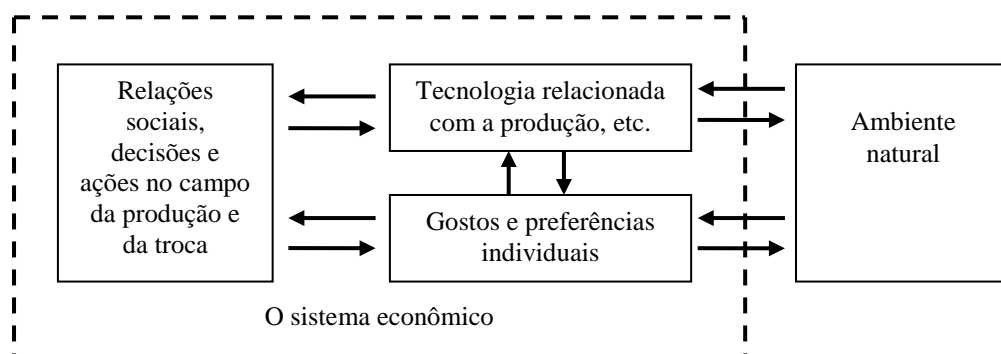 Relações
sociais,
decisões e
ações no campo
da produção e
da troca
Tecnologia relacionada
com a produção, etc.
Gostos e preferências
individuais
Ambiente
natural
O sistema econômico